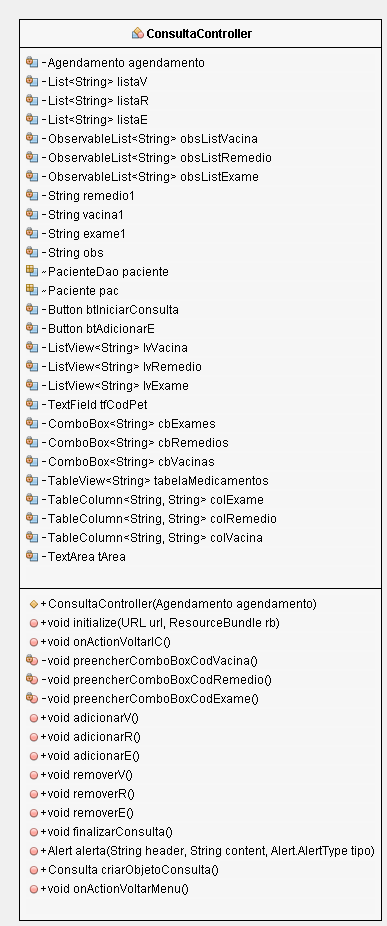 ConsultaController
-Agendamento agendamento
-List<String> listaV
-List<String> listaR
-List<String> listaE
-ObservableList<String> obsListVacina
-ObservableList<String> obsListRemedio
-ObservableList<String> obsListExame
-String remedio1
-String vacina1
-String exame1
-String obs
~PacienteDao paciente
~Paciente pac
-Button btIniciarConsulta
-Button btAdicionarE
-ListView<String> lvVacina
-ListView<String> lvRemedio
-ListView<String> lvExame
-TextField tfCodPet
-ComboBox<String> cbExames
-ComboBox<String> cbRemedios
-ComboBox<String> cbVacinas
-TableView<String> tabelaMedicamentos
-TableColumn<String, String> colExame
-TableColumn<String, String> colRemedio
-TableColumn<String, String> colVacina
-TextArea tArea
+ConsultaController(Agendamento agendamento)
+void initialize(URL url, ResourceBundle rb)
+void onActionVoltarIC()
-void preencherComboBoxCodVacina()
-void preencherComboBoxCodRemedio()
-void preencherComboBoxCodExame()
+void adicionarV()
+void adicionarR()
+void adicionarE()
+void removerV()
+void removerR()
+void removerE()
+void finalizarConsulta()
+Alert alerta(String header, String content, Alert.AlertType tipo)
+Consulta criarObjetoConsulta()
+void onActionVoltarMenu()